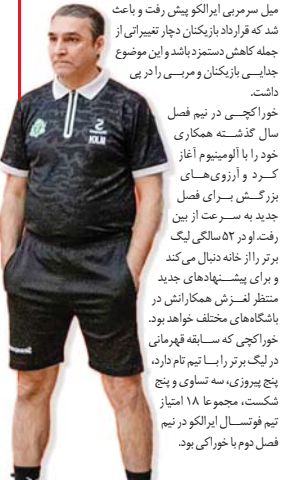 میل سرمربی ایرالکو پیش رفت و باعث
شد که قرارداد بازیکنان دچار تغییراتی از
جمله کاهش دستمزد باشد و این موضوع
جدایی بازیکنان و مربی را در پی
داشت.
خوراکچی در نیم فصل
سال گذشته همکاری
خود را با آلومینیوم آغاز
کرد و آرزوی‌های
بزرگش برای فصل
جدید به سرعت از بین
رفت. او در ۵۲ سالگی لیگ
برتر را از خانه دنبال می کند
و برای پیشنهادهای جدید
منتظر لغزش همکارانش در
باشگاه‌های مختلف خواهد بود.
خوراکچی که سابقه قهرمانی
در لیگ برتر را با تیم تام دارد،
پنج پیروزی، سه تساوی و پنج
شکست، مجموعا ۱۸ امتیاز
تیم فوتسال ایرالکو در نیم
فصل دوم با خوراکی بود.